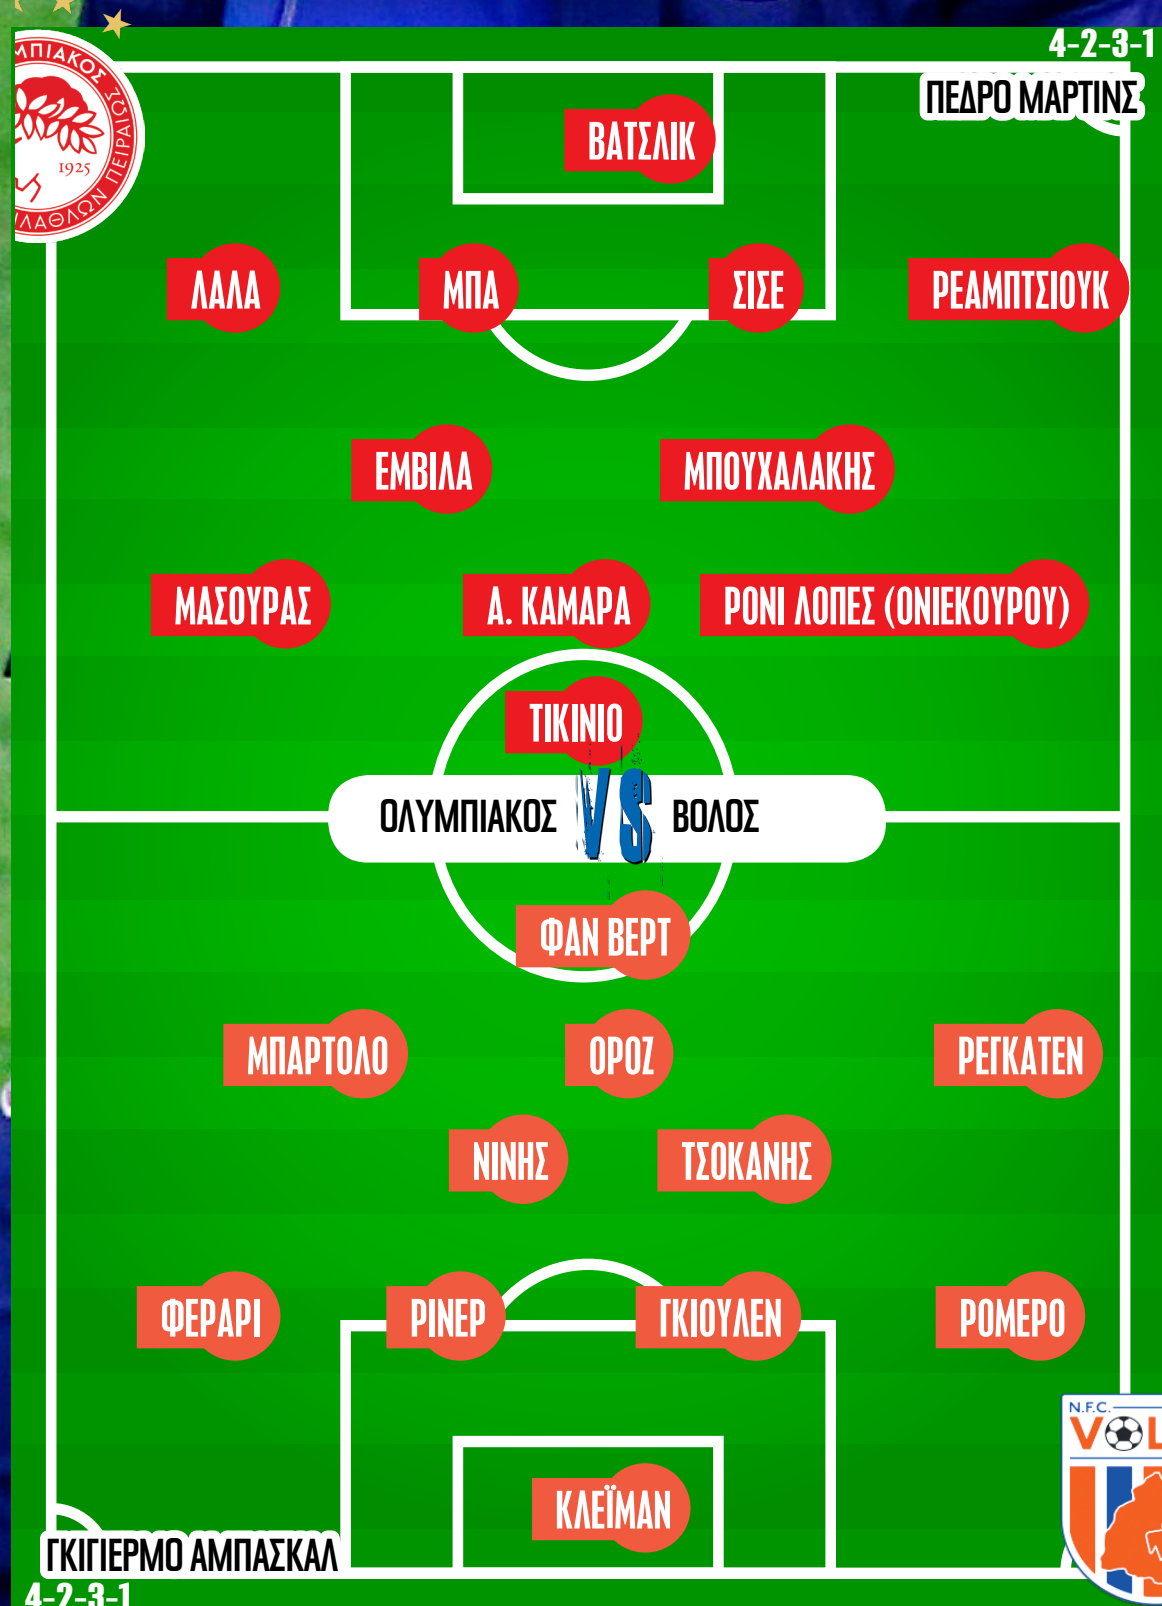 4-2-3-1
ΠΕΔΡΟ ΜΑΡΤΙΝΣ
1925
ΒΑΤΣΛΙΚ
ΛΑΛΑ
ΜΠΑ
ΣΙΣΕ
ΡΕΑΜΠΤΣΙΟΥΚ
ΕΜΒΙΛΑ
ΜΠΟΥΧΑΛΑΚΗΣ
ΜΑΣΟΥΡΑΣ
Α. ΚΑΜΑΡΑ
ΡΟΝΙ ΛΟΠΕΣ (ΟΝΙΕΚΟΥΡΟΥ)
ΤΙΚΙΝΙΟ
ΟΛΥΜΠΙΑΚΟΣ VS ΒΟΛΟΣ
ΦΑΝ ΒΕΡΤ
ΜΠΑΡΤΟΛΟ
ΟΡΟΖ
ΡΕΓΚΑΤΕΝ
ΝΙΝΗΣ
ΤΣΟΚΑΝΗΣ
ΦΕΡΑΡΙ
ΡΙΝΕΡ
ΓΚΙΟΥΛΕΝ
ΡΟΜΕΡΟ
N.F.C.
ΚΛΕΪΜΑΝ
ΓΚΙΓΙΕΡΜΟ ΑΜΠΑΣΚΑΛ
4-2-3-1